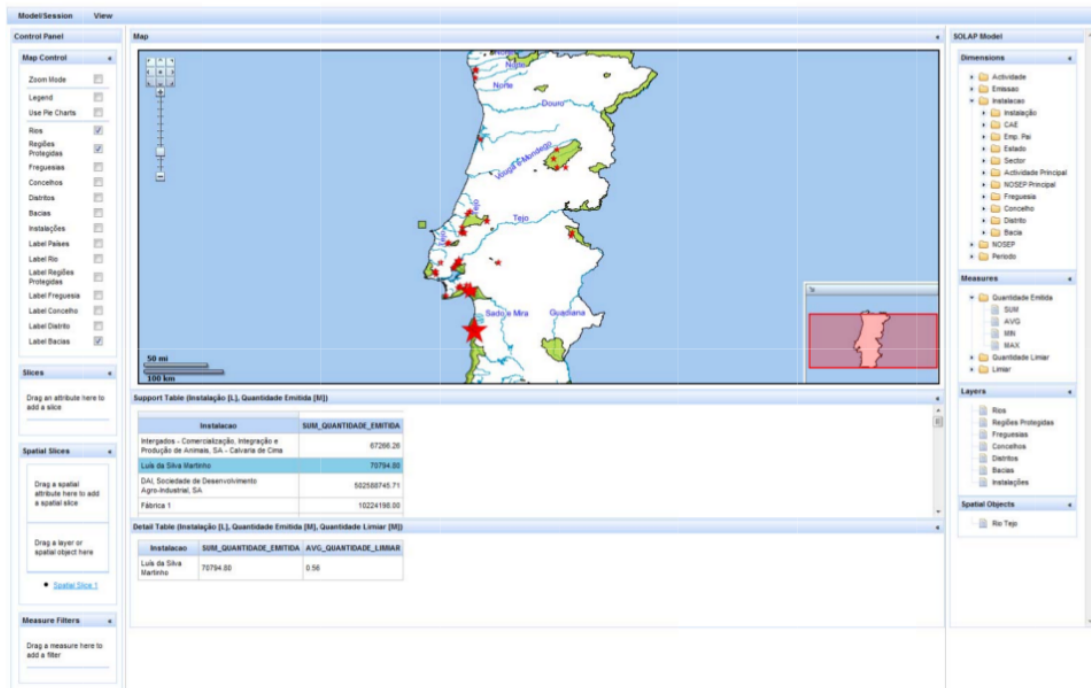 Model/Session View
Control Panel
Map Control
Zoom Mode
Legend
Use Pie Charts
Rios
Regiões
Protegidas
Freguesias
Concelhos
Distritos
Bacias
Instalações
Label Países
Label Rio
Label Regiões
Protegidas
Label Freguesia
Label Concelho
Label Distrito
Label Bacias
Slices
Drag an attribute here to
add a slice
Spatial Slices
Drag a spatial
attribute here to add
a spatial slice
Drag a layer or
spatial object here
Spatial Slice 1
Measure Filters
Drag a measure here to
add a filter
Map
Norte
Norte
Douro
Vouga e Mondego
Tejo
Tejo
Tejo
Sado e Mira
Guadiana
50 mi
100 km
Support Table (Instalação [L], Quantidade Emitida [M])
Instalacao SUM_QUANTIDADE_EMITIDA
Intergados - Comercialização, Integração e
Produção de Animais, SA - Calvaria de Cima 67266.26
Luís da Silva Martinho 70794.80
DAI, Sociedade de Desenvolvimento
Agro-Industrial, SA 502588745.71
Fábrica 1 10224198.00
Detail Table (Instalação [L], Quantidade Emitida [M], Quantidade Limiar [M])
Instalacao SUM_QUANTIDADE_EMITIDA AVG_QUANTIDADE_LIMIAR
Luís da Silva
Martinho 70794.80 0.56
SOLAP Model
Dimensions
Actividade
Emissao
Instalacao
Instalação
CAE
Emp. Pai
Estado
Sector
Actividade Principal
NOSEP Principal
Freguesia
Concelho
Distrito
Bacia
NOSEP
Periodo
Measures
Quantidade Emitida
SUM
AVG
MIN
MAX
Quantidade Limiar
Limiar
Layers
Rios
Regiões Protegidas
Freguesias
Concelhos
Distritos
Bacias
Instalações
Spatial Objects
Rio Tejo